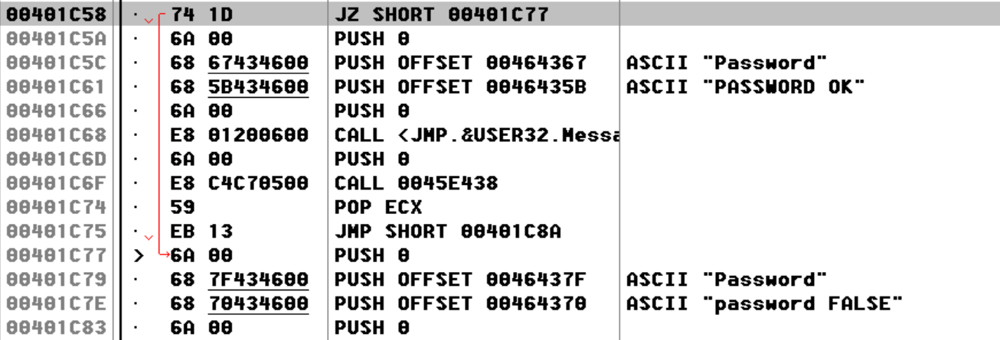 00401C58 74 1D JZ SHORT 00401C77
00401C5A 6A 00 PUSH 0
00401C5C 68 67434600 PUSH OFFSET 00464367 ASCII "Password"
00401C61 68 5B434600 PUSH OFFSET 0046435B ASCII "PASSWORD OK"
00401C66 6A 00 PUSH 0
00401C68 E8 01200600 CALL <JMP.&USER32.Messa
00401C6D 6A 00 PUSH 0
00401C6F E8 C4C70500 CALL 0045E438
00401C74 59 POP ECX
00401C75 EB 13 JMP SHORT 00401C8A
00401C77 > 6A 00 PUSH 0
00401C79 68 7F434600 PUSH OFFSET 0046437F ASCII "Password"
00401C7E 68 70434600 PUSH OFFSET 00464370 ASCII "password FALSE"
00401C83 6A 00 PUSH 0